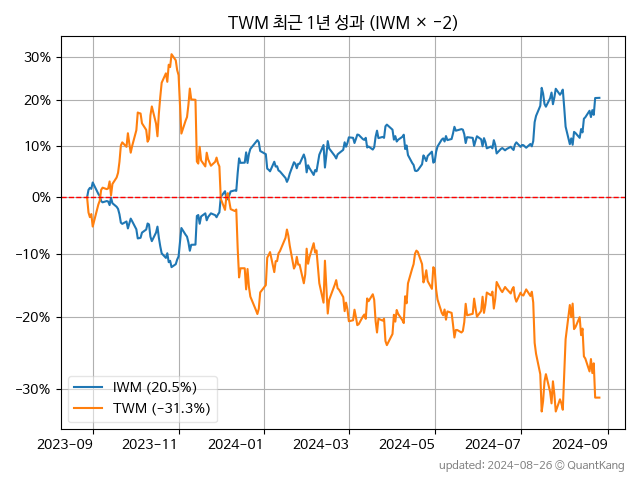 TWM 최근 1년 성과 (IWM × -2)
30%
20%
10%
0%
-10%
-20%
-30%
IWM (20.5%)
TWM (-31.3%)
2023-09 2023-11 2024-01 2024-03 2024-05 2024-07 2024-09
updated: 2024-08-26 © QuantKang